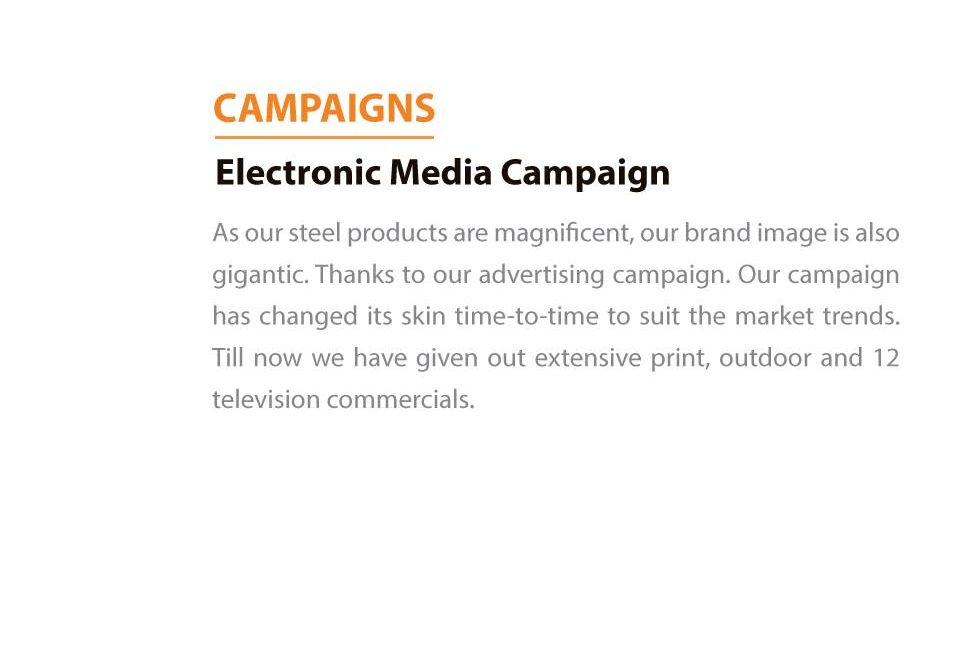 CAMPAIGNS
Electronic Media Campaign
As our steel products are magnificent, our brand image is also
gigantic. Thanks to our advertising campaign. Our campaign
has changed its skin time-to-time to suit the market trends.
Till now we have given out extensive print, outdoor and 12
television commercials.